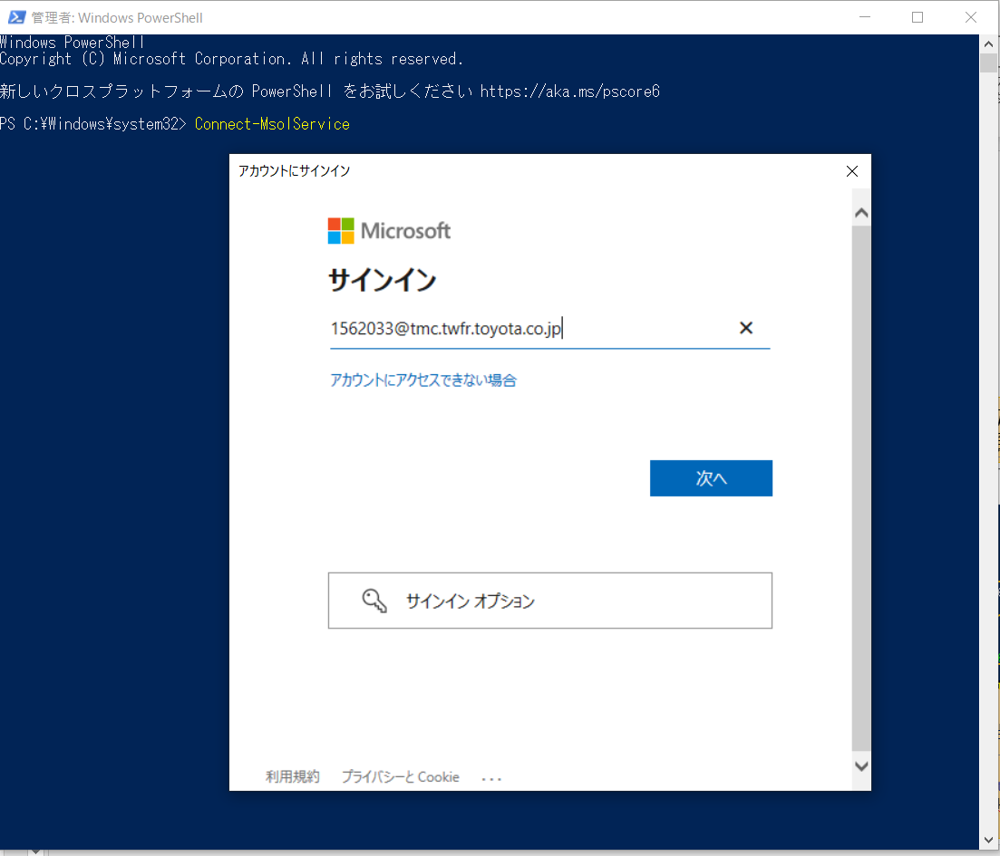 管理者: Windows PowerShell
Windows PowerShell
Copyright (C) Microsoft Corporation. All rights reserved.
新しいクロスプラットフォームの PowerShell をお試しください https://aka.ms/pscore6
PS C:¥Windows¥system32> Connect-MsolService
アカウントにサインイン
Microsoft
サインイン
1562033@tmc.twfr.toyota.co.jp
アカウントにアクセスできない場合
次へ
サインイン オプション
利用規約 プライバシーと Cookie ...